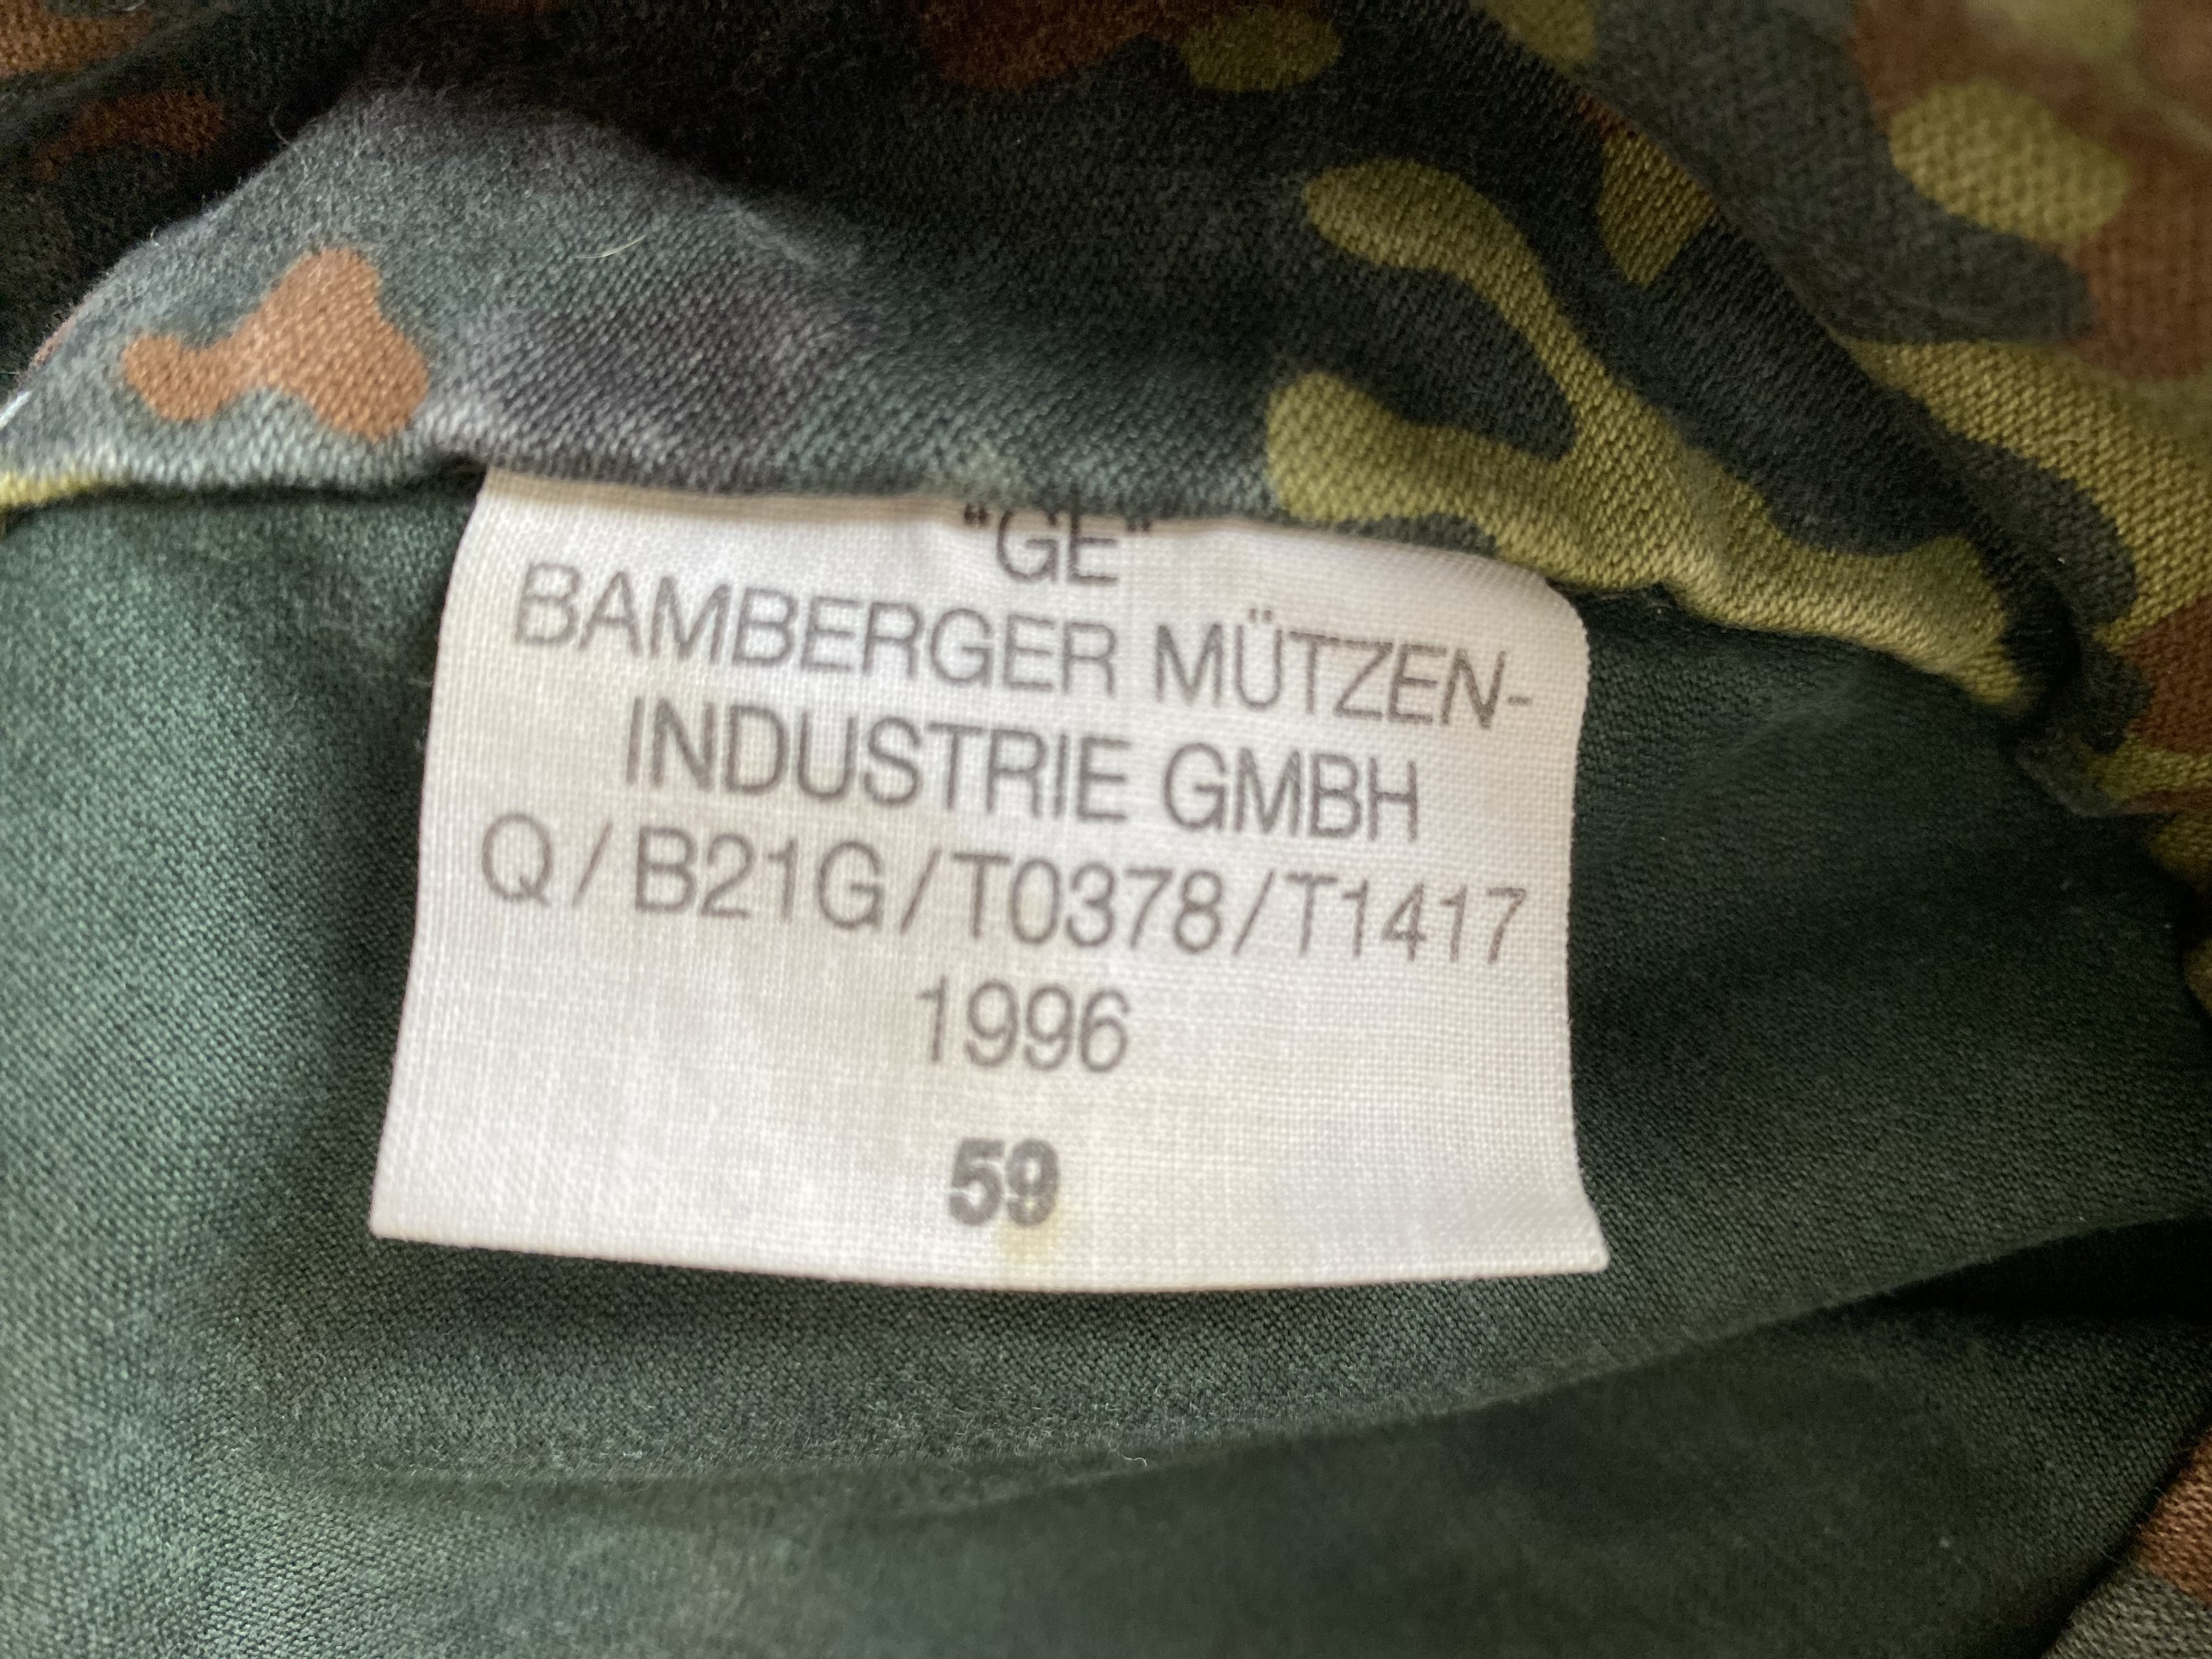 "GE"
BAMBERGER MÜTZEN-
INDUSTRIE GMBH
Q/B21G/T0378/T1417
1996
59